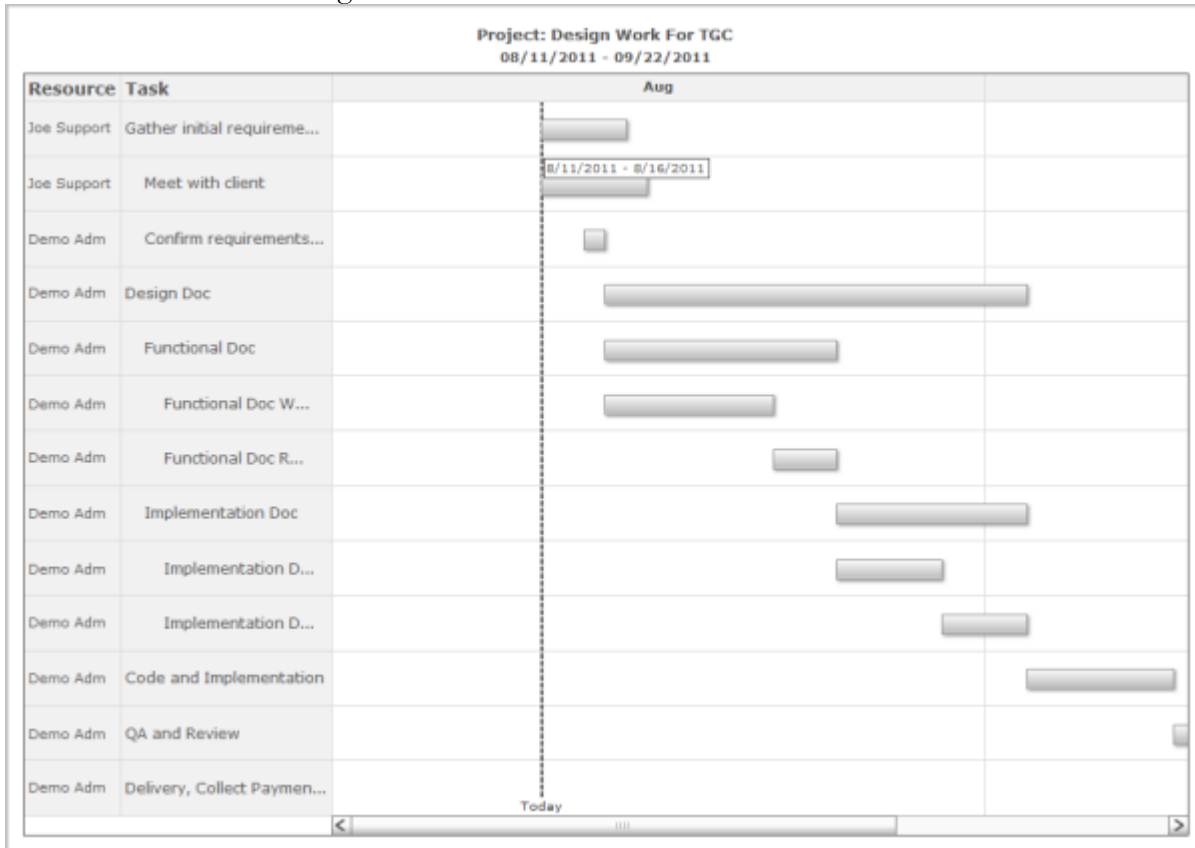 Project: Design Work For TGC
08/11/2011 - 09/22/2011
Resource Task Aug
Joe Support Gather initial requireme...
8/11/2011 - 8/16/2011
Joe Support Meet with client
Demo Adm Confirm requirements...
Demo Adm Design Doc
Demo Adm Functional Doc
Demo Adm Functional Doc W...
Demo Adm Functional Doc R...
Demo Adm Implementation Doc
Demo Adm Implementation D...
Demo Adm Implementation D...
Demo Adm Code and Implementation
Demo Adm QA and Review
Demo Adm Delivery, Collect Paymen...
Today